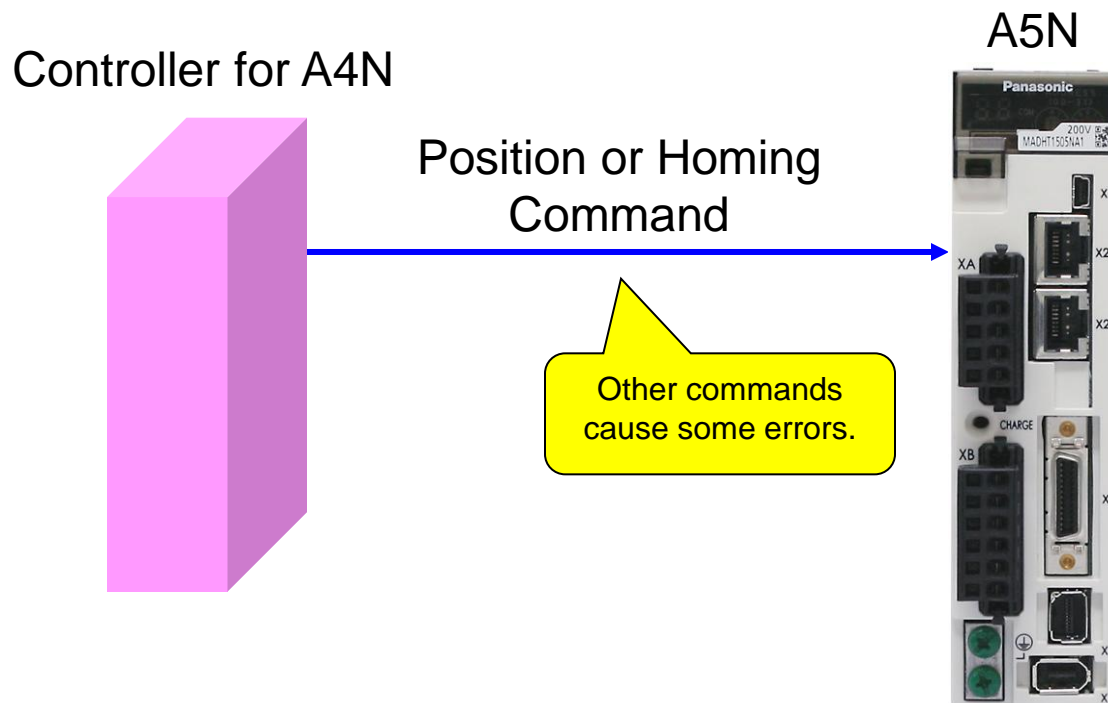 A5N
Controller for A4N
Panasonic
200V
MADHT1505NA1
Position or Homing
Command
X
X2
XA
X2
Other commands
cause some errors.
CHARGE
XB
X
X
X